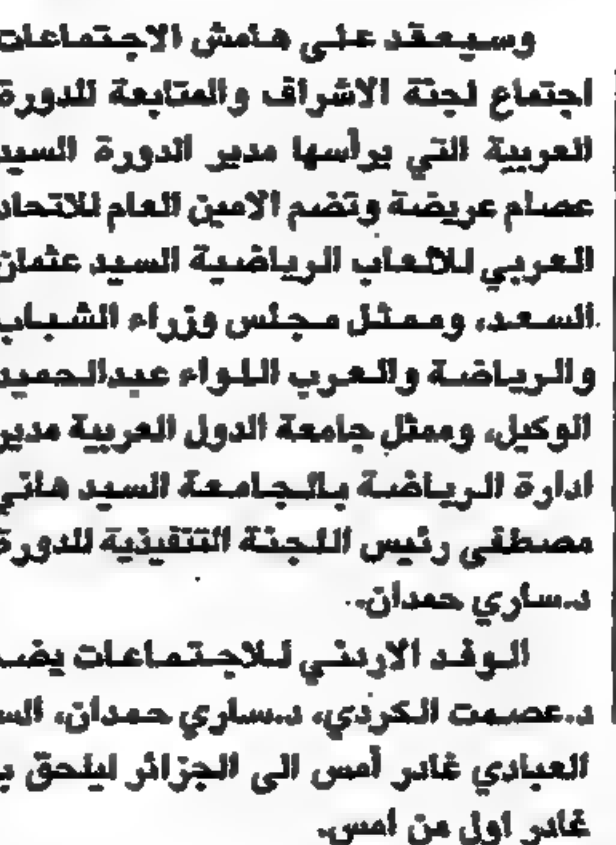 وسيعقد على هامش الاجتماعات
اجتماع لجنة الاشراف والمتابعة للدورة
العربية التي يرأسها مدير الدورة السيد
عصام عريضة وتضم الامين العام للاتحاد
العربي للالعاب الرياضية السيد عثمان
السعد، وممثل مجلس وزراء الشباب
والرياضة والعرب اللواء عبدالحميد
الوكيل، وممثل جامعة الدول العربية مدير
ادارة الرياضة بالجامعة السيد هاني
مصطفى رئيس اللجنة التنفيذية للدورة
د.ساري حمدان.
الوفد الاردني للاجتماعات يضـ
د.عصمت الكردي، د.ساري حمدان، السـ
العبادي غادر أمس الى الجزائر ليلحق بـ
غادر اول من امس.